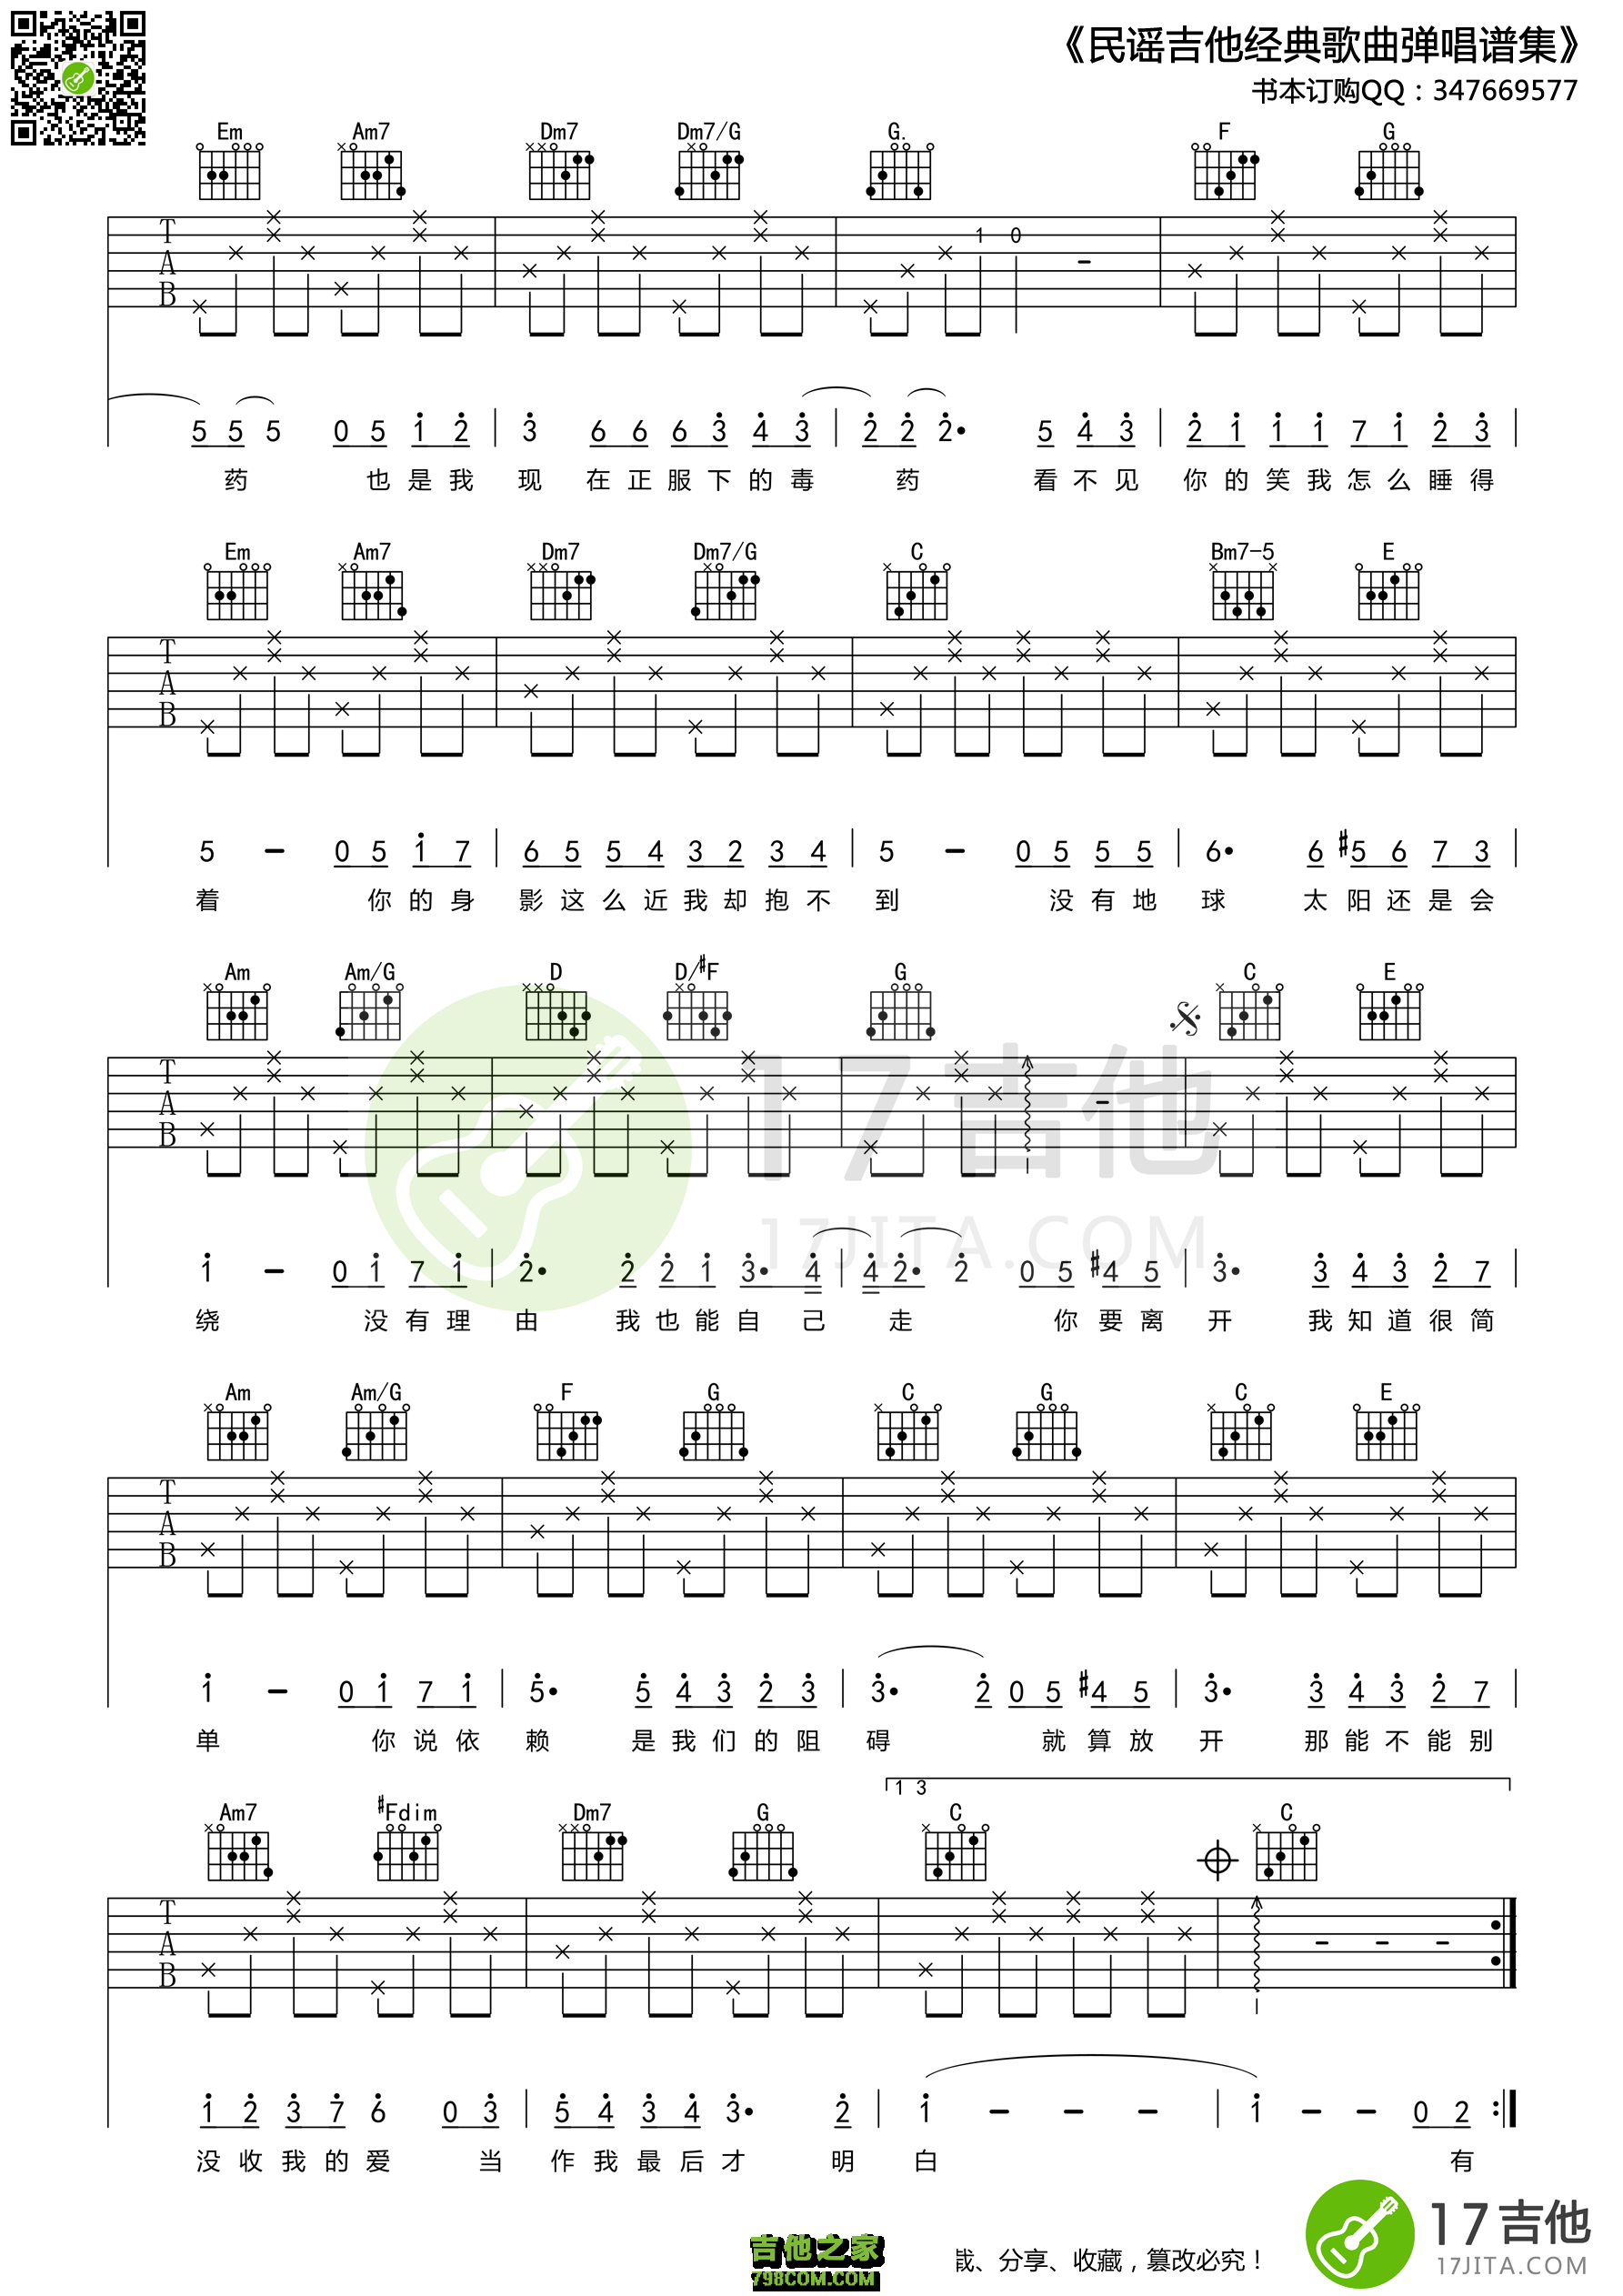 《民谣吉他经典歌曲弹唱谱集》
书本订购QQ：347669577
Em Am7 Dm7 Dm7/G G. F G
T A B 1 0 -
5 5 5 0 5 1 2 3 6 6 6 3 4 3 2 2 2· 5 4 3 2 1 1 1 7 1 2 3
药 也是我 现 在正服下的毒 药 看不见 你的笑我怎么睡得
Em Am7 Dm7 Dm7/G C Bm7-5 E
T A B
5 - 0 5 1 7 6 5 5 4 3 2 3 4 5 - 0 5 5 5 6· 6 #5 6 7 3
着 你的身 影这么近我却抱不 到 没有地 球 太阳还是会
Am Am/G D D/#F G C E
T A B -
1 - 0 1 7 1 2· 2 2 1 3· 4 4 2· 2 0 5 #4 5 3· 3 4 3 2 7
绕 没有理 由 我也能自 己 走 你要离 开 我知道很简
17吉他
17JITA.COM
Am Am/G F G C G C E
T A B
1 - 0 1 7 1 5· 5 4 3 2 3 3· 2 0 5 #4 5 3· 3 4 3 2 7
单 你说依 赖 是我们的阻 碍 就算放 开 那能不能别
1 3
Am7 #Fdim Dm7 G C C
T A B - - -
1 2 3 7 6 0 3 5 4 3 4 3· 2 1 - - - 1 - - 0 2
没收我的爱 当 作我最后才 明 白 有
吉他之家
798COM.COM
、分享、收藏，篡改必究！
17吉他
17JITA.COM